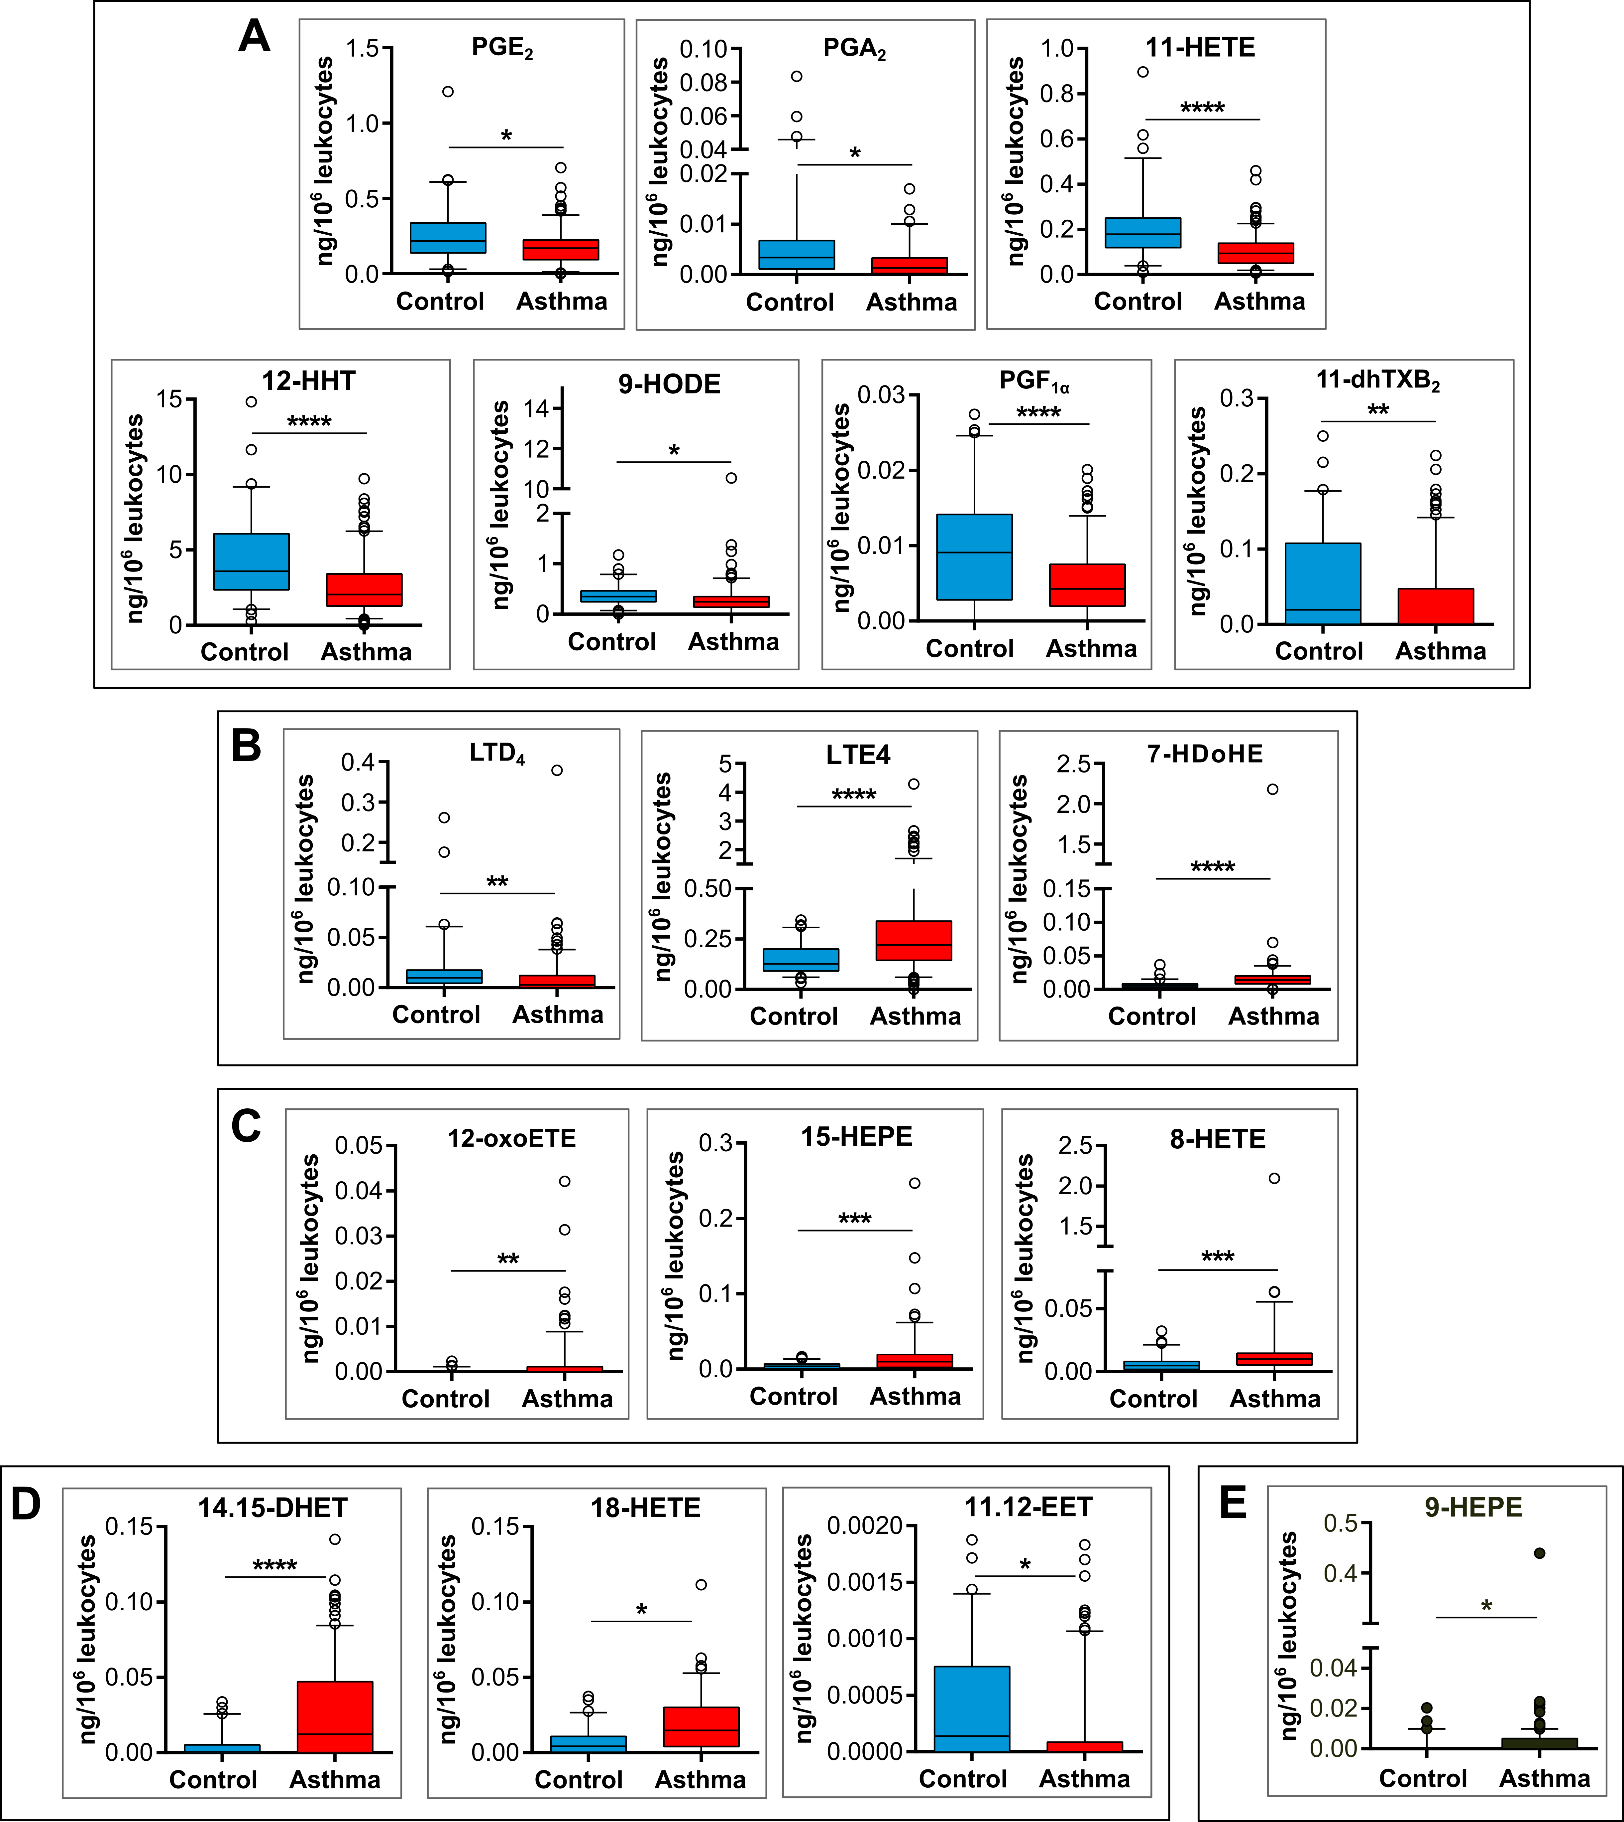 A
PGE2
1.5
1.0
0.5
0.0
ng/10^6 leukocytes
*
Control Asthma
PGA2
0.10
0.08
0.06
0.04
0.02
0.01
0.00
ng/10^6 leukocytes
*
Control Asthma
11-HETE
1.0
0.8
0.6
0.4
0.2
0.0
ng/10^6 leukocytes
****
Control Asthma
12-HHT
15
10
5
0
ng/10^6 leukocytes
****
Control Asthma
9-HODE
14
12
10
2
1
0
ng/10^6 leukocytes
*
Control Asthma
PGF1α
0.03
0.02
0.01
0.00
ng/10^6 leukocytes
****
Control Asthma
11-dhTXB2
0.3
0.2
0.1
0.0
ng/10^6 leukocytes
**
Control Asthma
B
LTD4
0.4
0.3
0.2
0.10
0.05
0.00
ng/10^6 leukocytes
**
Control Asthma
LTE4
5
4
3
2
0.50
0.25
0.00
ng/10^6 leukocytes
****
Control Asthma
7-HDoHE
2.5
2.0
1.5
0.15
0.10
0.05
0.00
ng/10^6 leukocytes
****
Control Asthma
C
12-oxoETE
0.05
0.04
0.03
0.02
0.01
0.00
ng/10^6 leukocytes
**
Control Asthma
15-HEPE
0.3
0.2
0.1
0.0
ng/10^6 leukocytes
***
Control Asthma
8-HETE
2.5
2.0
1.5
0.05
0.00
ng/10^6 leukocytes
***
Control Asthma
D
14.15-DHET
0.15
0.10
0.05
0.00
ng/10^6 leukocytes
****
Control Asthma
18-HETE
0.15
0.10
0.05
0.00
ng/10^6 leukocytes
*
Control Asthma
11.12-EET
0.0020
0.0015
0.0010
0.0005
0.0000
ng/10^6 leukocytes
*
Control Asthma
E
9-HEPE
0.5
0.4
0.04
0.02
0.00
ng/10^6 leukocytes
*
Control Asthma